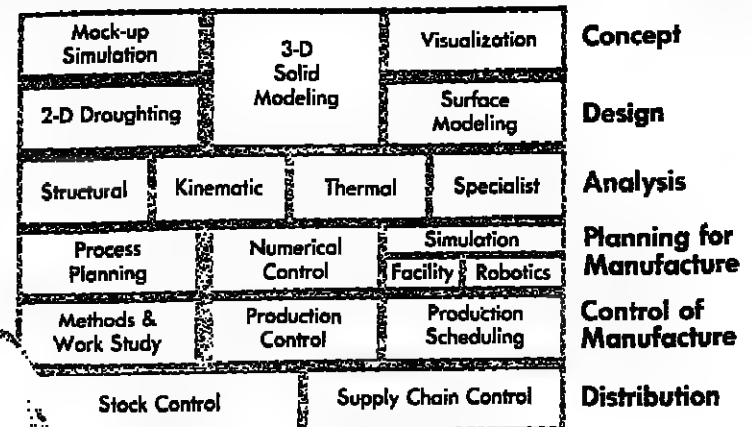 Mock-up
Simulation
3-D
Solid
Modeling
Visualization
Concept
2-D Droughting
Surface
Modeling
Design
Structural
Kinematic
Thermal
Specialist
Analysis
Process
Planning
Numerical
Control
Simulation
Facility
Robotics
Planning for
Manufacture
Methods &
Work Study
Production
Control
Production
Scheduling
Control of
Manufacture
Stock Control
Supply Chain Control
Distribution